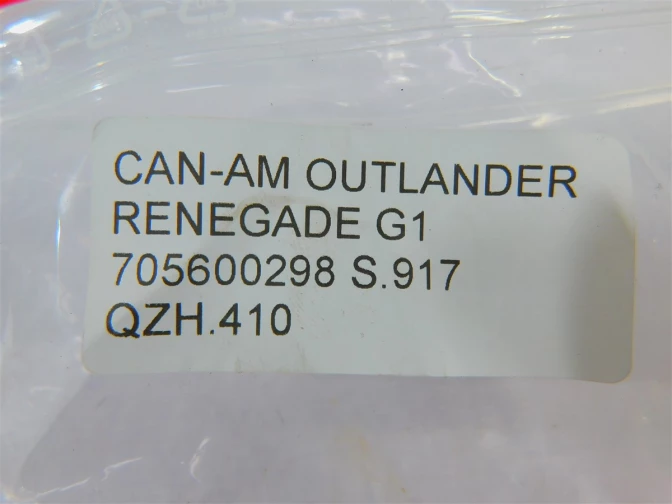 CAN-AM OUTLANDER
RENEGADE G1
705600298 S.917
QZH.410